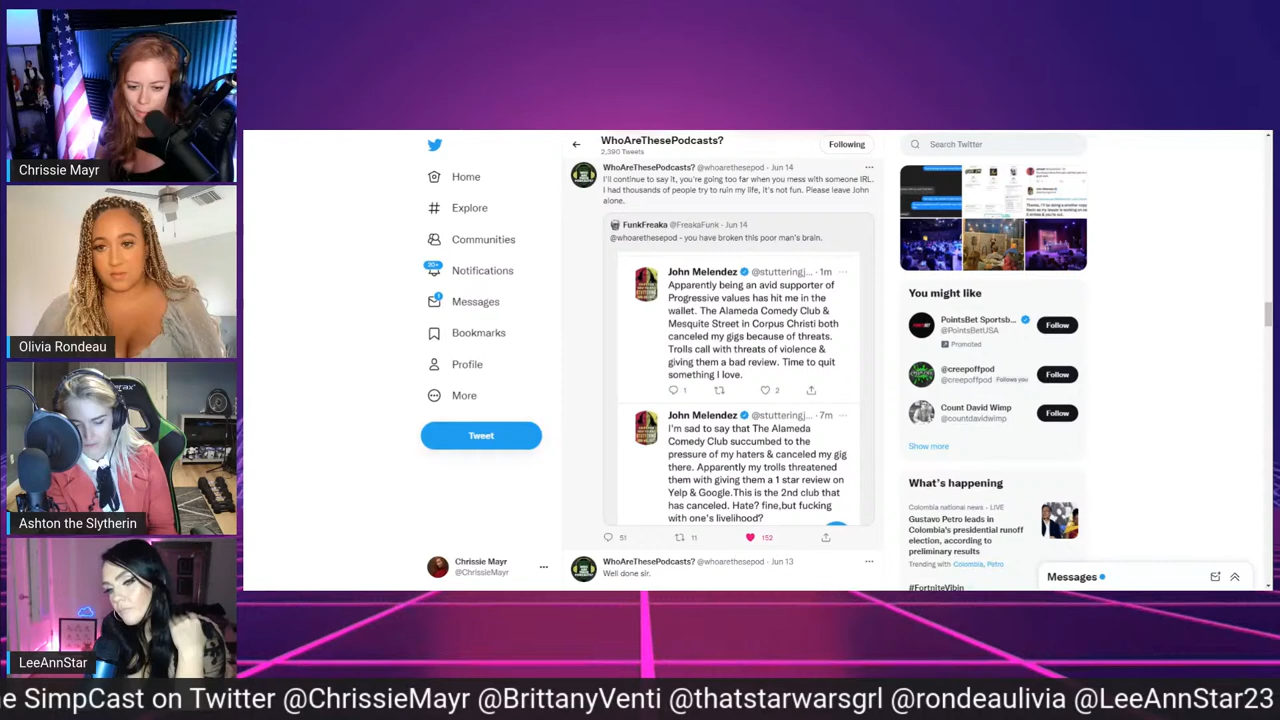 Chrissie Mayr
Olivia Rondeau
Ashton the Slytherin
LeeAnnStar
Home
Explore
Communities
20+
Notifications
1
Messages
Bookmarks
Profile
More
Tweet
Chrissie Mayr
@ChrissieMayr
WhoAreThesePodcasts?
2,390 Tweets
Following
WhoAreThesePodcasts? @whoarethesepod · Jun 14
I'll continue to say it, you're going too far when you mess with someone IRL.
I had thousands of people try to ruin my life, it's not fun. Please leave John
alone.
FunkFreaka @FreakaFunk · Jun 14
@whoarethesepod - you have broken this poor man's brain.
John Melendez @stutteringj... · 1m
Apparently being an avid supporter of
Progressive values has hit me in the
wallet. The Alameda Comedy Club &
Mesquite Street in Corpus Christi both
canceled my gigs because of threats.
Trolls call with threats of violence &
giving them a bad review. Time to quit
something I love.
1 2
John Melendez @stutteringj... · 7m
I'm sad to say that The Alameda
Comedy Club succumbed to the
pressure of my haters & canceled my gig
there. Apparently my trolls threatened
them with giving them a 1 star review on
Yelp & Google.This is the 2nd club that
has canceled. Hate? fine,but fucking
with one's livelihood?
51 11 152
WhoAreThesePodcasts? @whoarethesepod · Jun 13
Well done sir.
Search Twitter
You might like
PointsBet Sportsb...
@PointsBetUSA
Promoted
Follow
@creepoffpod
@creepoffpod Follows you
Follow
Count David Wimp
@countdavidwimp
Follow
Show more
What's happening
Colombia national news · LIVE
Gustavo Petro leads in
Colombia's presidential runoff
election, according to
preliminary results
Trending with Colombia, Petro
#FortniteVibin
Messages
e SimpCast on Twitter @ChrissieMayr @BrittanyVenti @thatstarwarsgrl @rondeaulivia @LeeAnnStar23